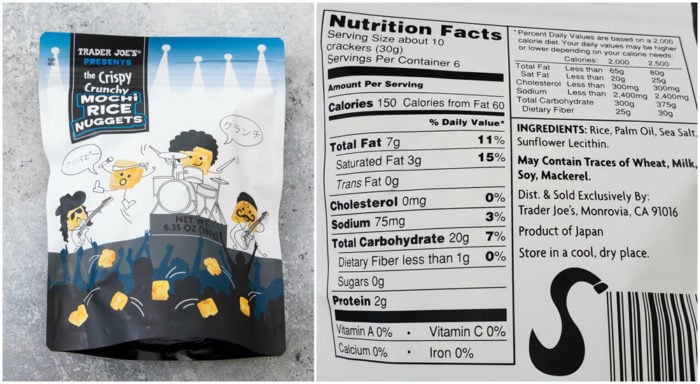 TRADER JOE'S
PRESENTS
the Crispy
Crunchy
MOCHI
RICE
NUGGETS
クランチ
クリスピー
NET WT.
6.35 OZ (180g)
Nutrition Facts
Serving Size about 10
crackers (30g)
Servings Per Container 6
Amount Per Serving
Calories 150 Calories from Fat 60
% Daily Value*
Total Fat 7g 11%
Saturated Fat 3g 15%
Trans Fat 0g
Cholesterol 0mg 0%
Sodium 75mg 3%
Total Carbohydrate 20g 7%
Dietary Fiber less than 1g 0%
Sugars 0g
Protein 2g
Vitamin A 0% • Vitamin C 0%
Calcium 0% • Iron 0%
*Percent Daily Values are based on a 2,000
calorie diet. Your daily values may be higher
or lower depending on your calorie needs:
Calories: 2,000 2,500
Total Fat Less than 65g 80g
Sat Fat Less than 20g 25g
Cholesterol Less than 300mg 300mg
Sodium Less than 2,400mg 2,400mg
Total Carbohydrate 300g 375g
Dietary Fiber 25g 30g
INGREDIENTS: Rice, Palm Oil, Sea Salt,
Sunflower Lecithin.
May Contain Traces of Wheat, Milk,
Soy, Mackerel.
Dist. & Sold Exclusively By:
Trader Joe's, Monrovia, CA 91016
Product of Japan
Store in a cool, dry place.